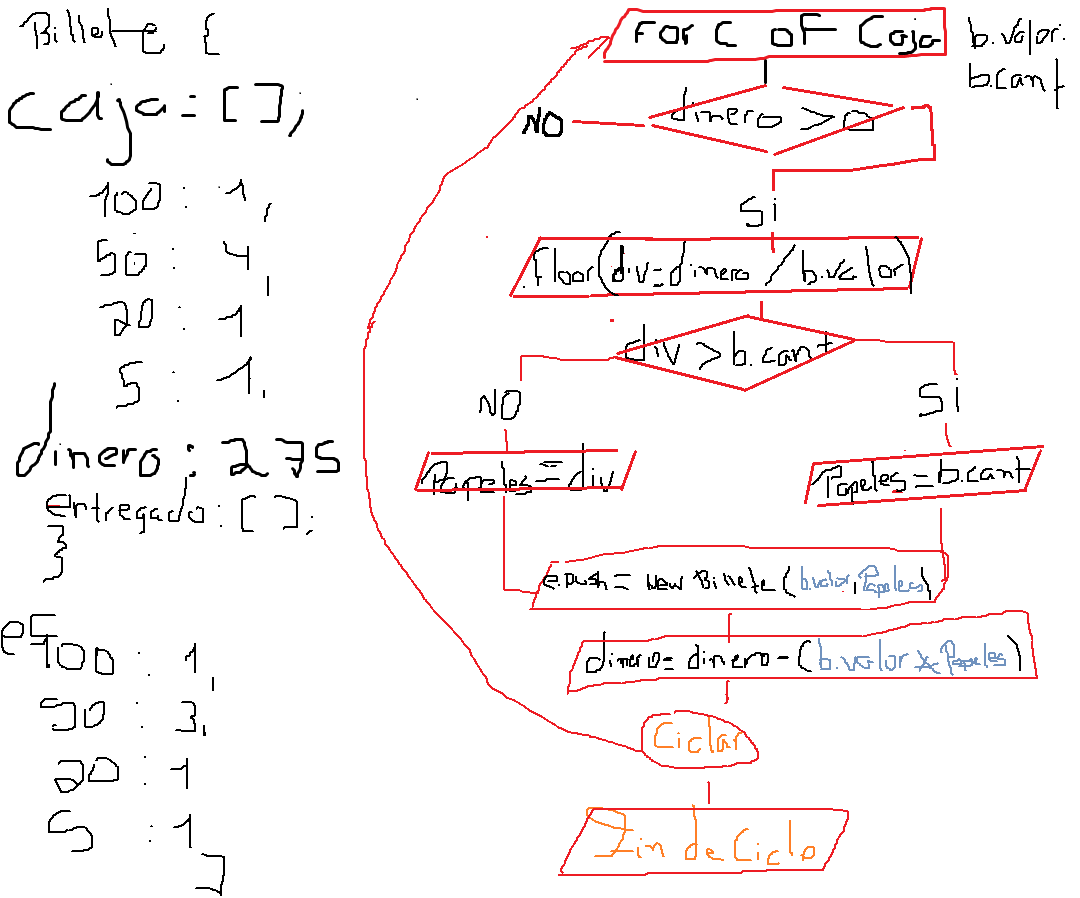 Billete {
caja = [];
100 : 1,
50 : 4,
20 : 1
5 : 1,
dinero : 275
entregado : [ ];
}
e[
100 : 1,
50 : 3,
20 : 1
5 : 1
]
For C oF Caja
b.valor.
b.cant
dinero > 0
NO
Si
Floor(div=dinero / b.valor)
div > b.cant
NO
Si
Papeles = div
Papeles = b.cant
e.push = new Billete (b.valor, Papeles)
dinero = dinero - (b.valor * Papeles)
Ciclar
Fin de Ciclo